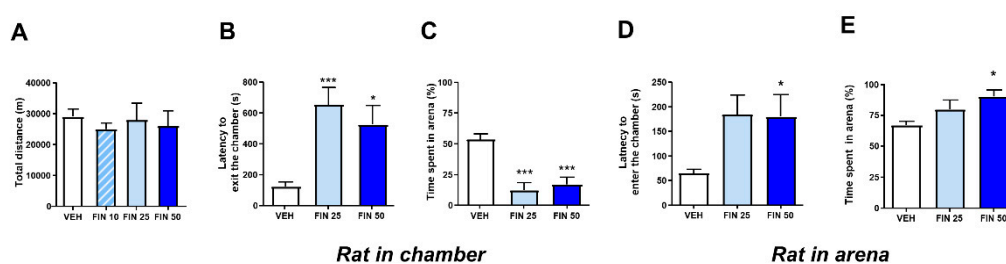 A
B
C
D
E
Total distance (m)
40000
30000
20000
10000
0
VEH FIN 10 FIN 25 FIN 50
Latency to
exit the chamber (s)
800
600
400
200
0
***
*
VEH FIN 25 FIN 50
Time spent in arena (%)
100
75
50
25
0
***
***
VEH FIN 25 FIN 50
Latnecy to
enter the chamber (s)
250
200
150
100
50
0
*
VEH FIN 25 FIN 50
Time spent in arena (%)
100
75
50
25
0
*
VEH FIN 25 FIN 50
Rat in chamber
Rat in arena